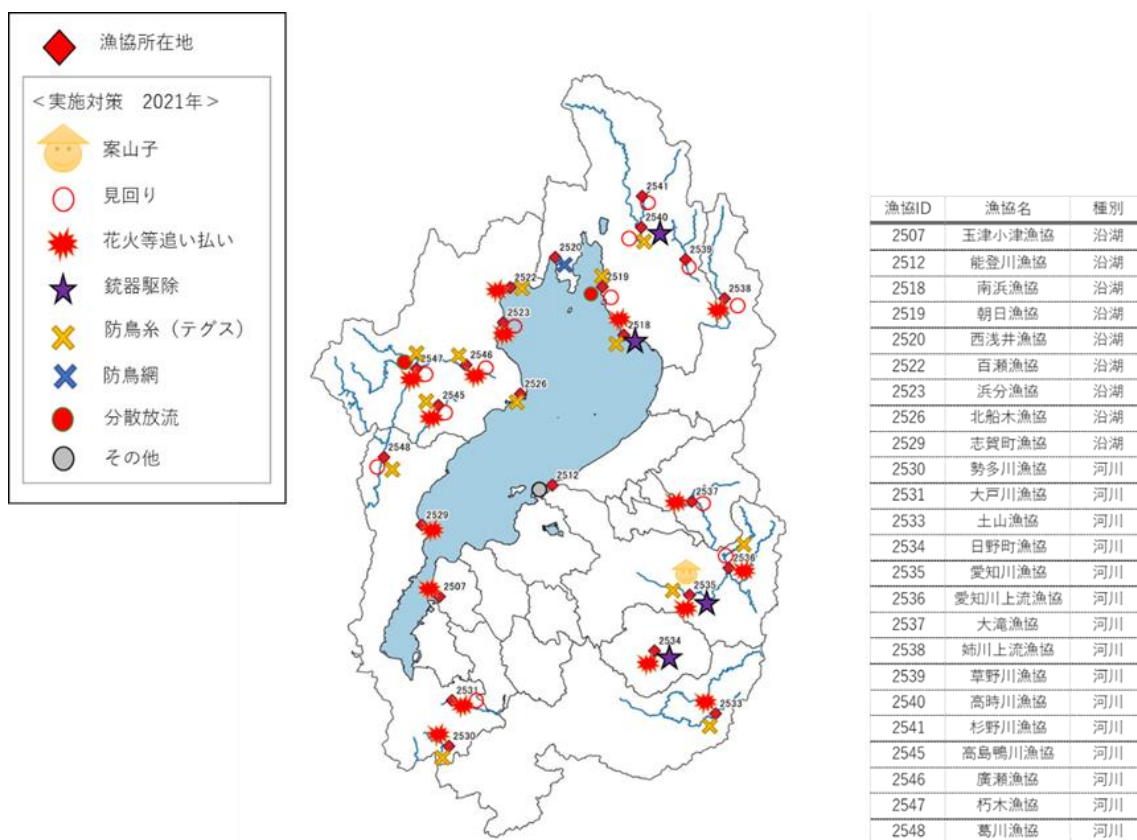 漁協所在地
<実施対策　2021年>
案山子
見回り
花火等追い払い
銃器駆除
防鳥糸（テグス）
防鳥網
分散放流
その他
2541
2540
2520
2539
2519
2522
2538
2523
2518
2547
2546
2526
2545
2548
2512
2537
2529
2536
2535
2507
2534
2531
2533
2530
漁協ID 漁協名 種別
2507 玉津小津漁協 沿湖
2512 能登川漁協 沿湖
2518 南浜漁協 沿湖
2519 朝日漁協 沿湖
2520 西浅井漁協 沿湖
2522 百瀬漁協 沿湖
2523 浜分漁協 沿湖
2526 北船木漁協 沿湖
2529 志賀町漁協 沿湖
2530 勢多川漁協 河川
2531 大戸川漁協 河川
2533 土山漁協 河川
2534 日野町漁協 河川
2535 愛知川漁協 河川
2536 愛知川上流漁協 河川
2537 大滝漁協 河川
2538 姉川上流漁協 河川
2539 草野川漁協 河川
2540 高時川漁協 河川
2541 杉野川漁協 河川
2545 高島鴨川漁協 河川
2546 廣瀬漁協 河川
2547 朽木漁協 河川
2548 葛川漁協 河川